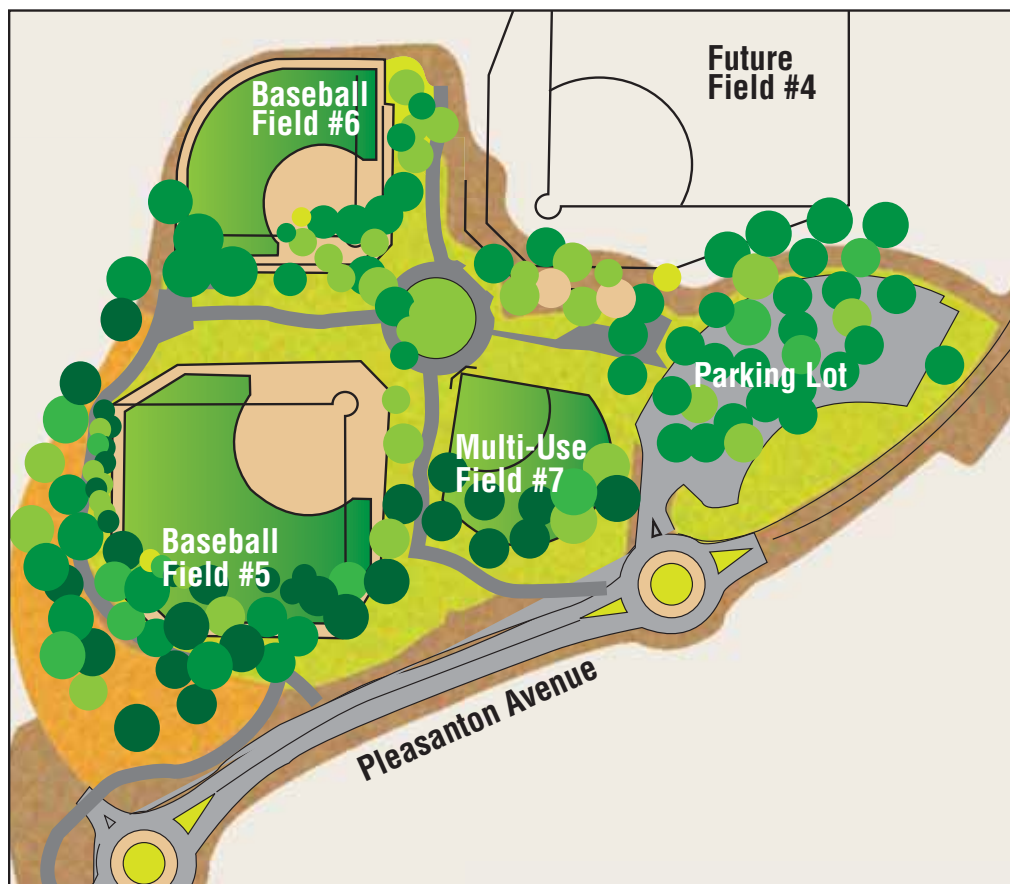 Baseball
Field #6
Future
Field #4
Parking Lot
Multi-Use
Field #7
Baseball
Field #5
Pleasanton Avenue